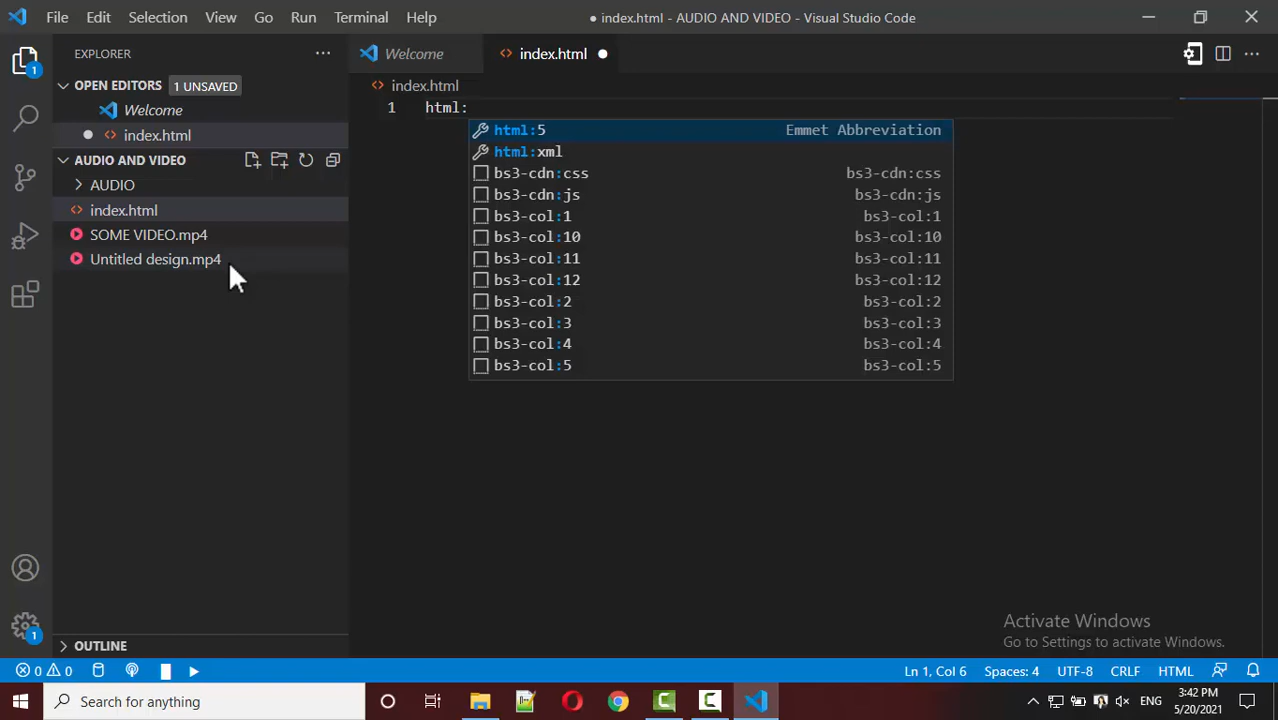 File Edit Selection View Go Run Terminal Help
● index.html - AUDIO AND VIDEO - Visual Studio Code
EXPLORER
Welcome
index.html
OPEN EDITORS 1 UNSAVED
Welcome
index.html
AUDIO AND VIDEO
AUDIO
index.html
SOME VIDEO.mp4
Untitled design.mp4
OUTLINE
index.html
1 html:
html:5 Emmet Abbreviation
html:xml
bs3-cdn:css bs3-cdn:css
bs3-cdn:js bs3-cdn:js
bs3-col:1 bs3-col:1
bs3-col:10 bs3-col:10
bs3-col:11 bs3-col:11
bs3-col:12 bs3-col:12
bs3-col:2 bs3-col:2
bs3-col:3 bs3-col:3
bs3-col:4 bs3-col:4
bs3-col:5 bs3-col:5
1
1
Activate Windows
Go to Settings to activate Windows.
0 0
Ln 1, Col 6 Spaces: 4 UTF-8 CRLF HTML
Search for anything
ENG
3:42 PM
5/20/2021